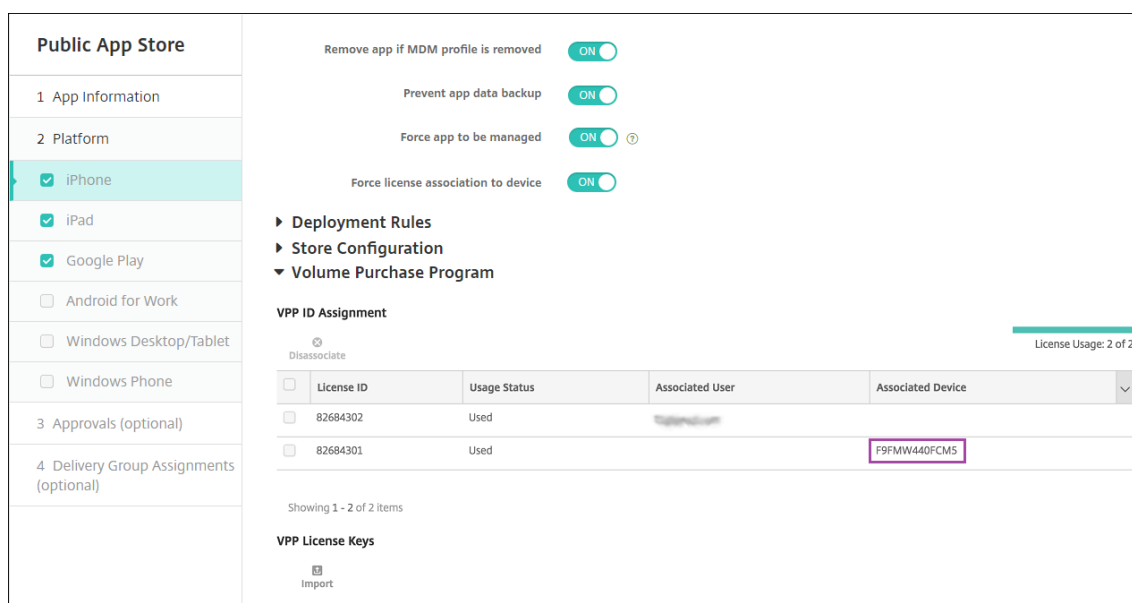 Public App Store
1 App Information
2 Platform
iPhone
iPad
Google Play
Android for Work
Windows Desktop/Tablet
Windows Phone
3 Approvals (optional)
4 Delivery Group Assignments
(optional)
Remove app if MDM profile is removed ON
Prevent app data backup ON
Force app to be managed ON ?
Force license association to device ON
Deployment Rules
Store Configuration
Volume Purchase Program
VPP ID Assignment
Disassociate
License Usage: 2 of 2
License ID Usage Status Associated User Associated Device
82684302 Used
82684301 Used F9FMW440FCM5
Showing 1 - 2 of 2 items
VPP License Keys
Import